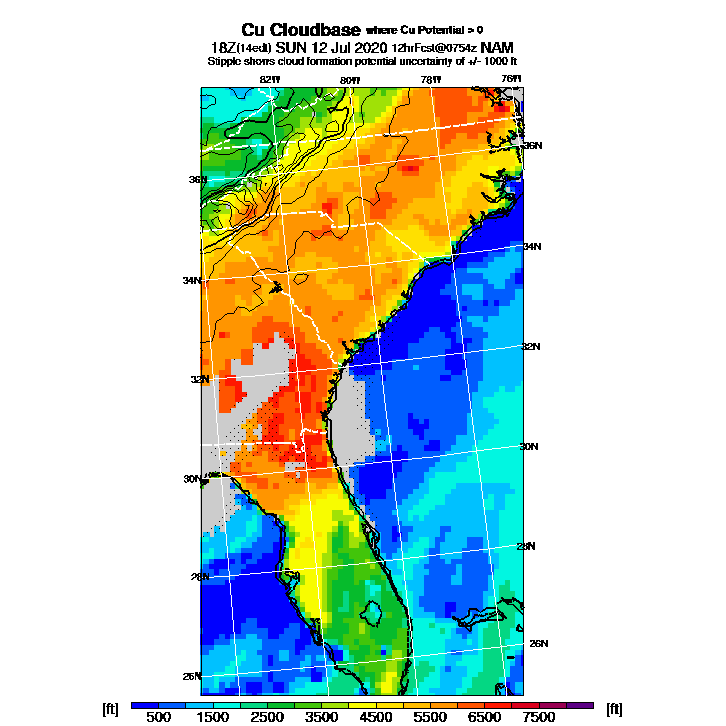 Cu Cloudbase where Cu Potential > 0
18Z(14edt) SUN 12 Jul 2020 12hrFcst@0754z NAM
Stipple shows cloud formation potential uncertainty of +/- 1000 ft
82W 80W 78W 76W
36N
36N
34N
34N
32N
32N
30N
30N
28N
28N
26N
26N
[ft] 500 1500 2500 3500 4500 5500 6500 7500 [ft]